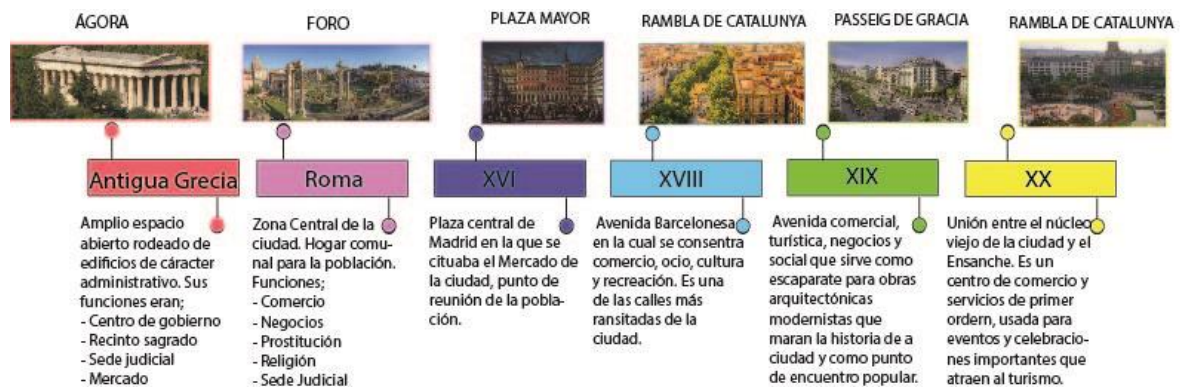 ÁGORA
FORO
PLAZA MAYOR
RAMBLA DE CATALUNYA
PASSEIG DE GRACIA
RAMBLA DE CATALUNYA
Antigua Grecia
Roma
XVI
XVIII
XIX
XX
Amplio espacio
abierto rodeado de
edificios de cáracter
administrativo. Sus
funciones eran;
- Centro de gobierno
- Recinto sagrado
- Sede judicial
- Mercado
Zona Central de la
ciudad. Hogar comu-
nal para la población.
Funciones;
- Comercio
- Negocios
- Prostitución
- Religión
- Sede Judicial
Plaza central de
Madrid en la que se
cituaba el Mercado de
la ciudad, punto de
reunión de la pobla-
ción.
Avenida Barcelonesa
en la cual se consentra
comercio, ocio, cultura
y recreación. Es una
de las calles más
ransitadas de la
ciudad.
Avenida comercial,
turística, negocios y
social que sirve como
escaparate para obras
arquitectónicas
modernistas que
maran la historia de a
ciudad y como punto
de encuentro popular.
Unión entre el núcleo
viejo de la ciudad y el
Ensanche. Es un
centro de comercio y
servicios de primer
ordern, usada para
eventos y celebracio-
nes importantes que
atraen al turismo.